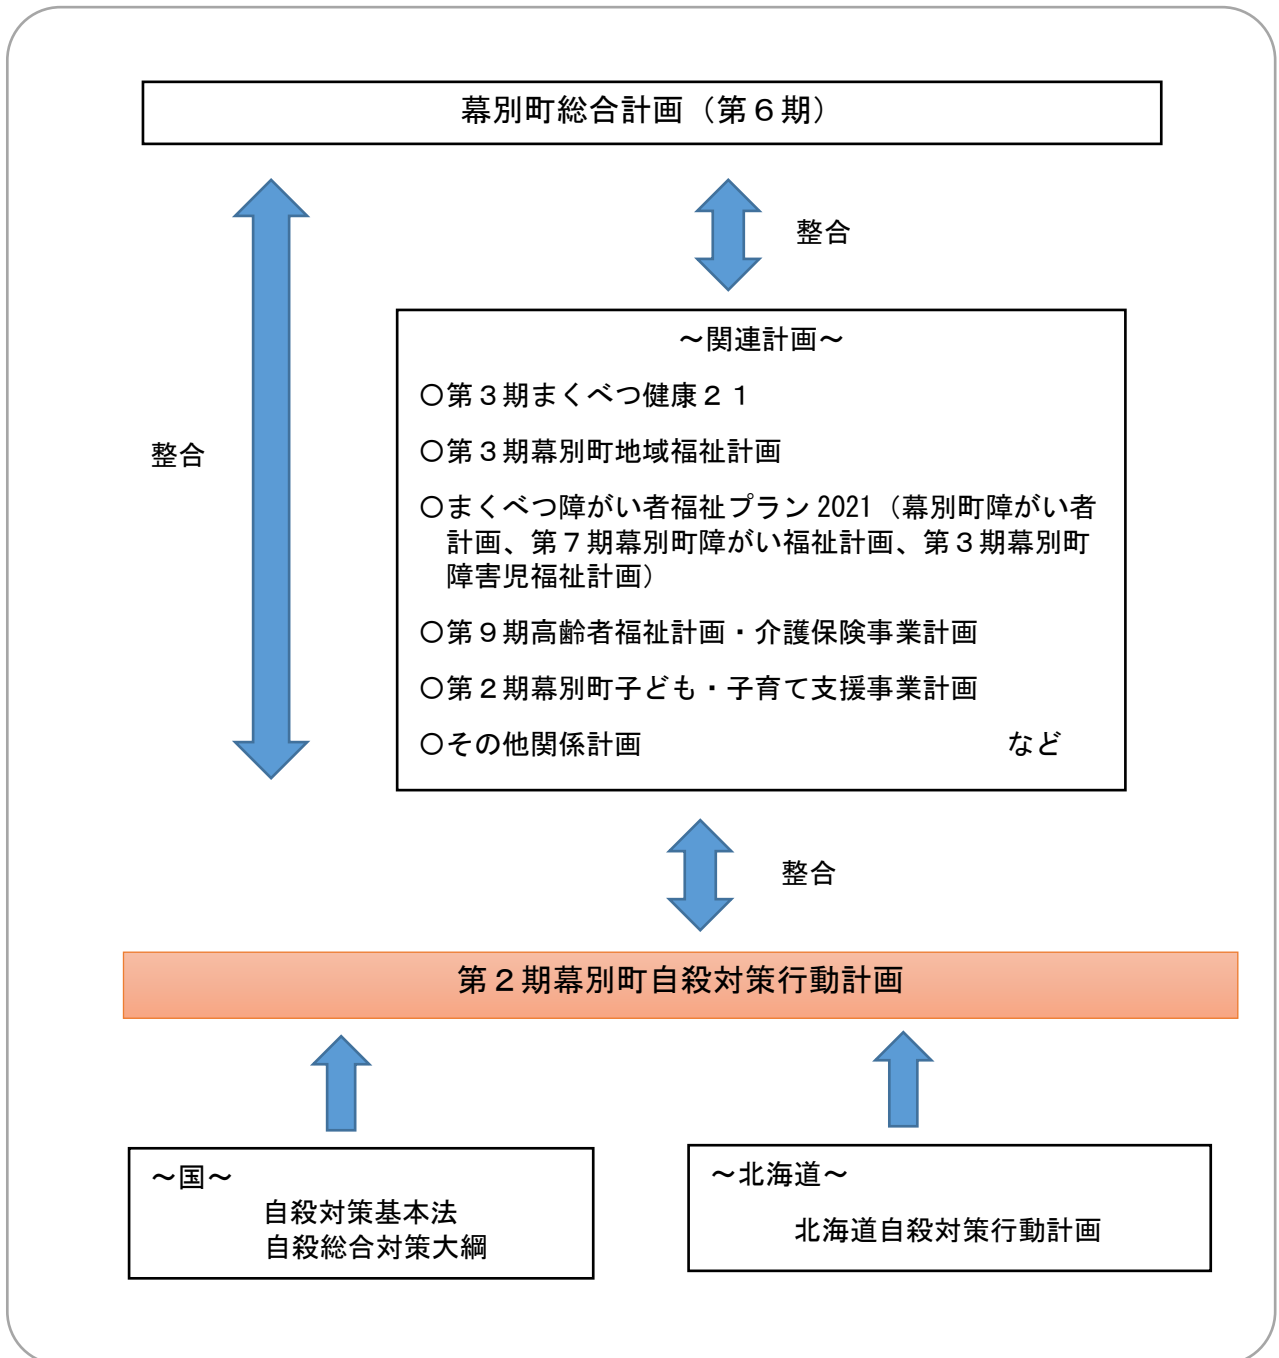 幕別町総合計画（第６期）
整合
～関連計画～
○第３期まくべつ健康２１
○第３期幕別町地域福祉計画
整合
○まくべつ障がい者福祉プラン 2021（幕別町障がい者
計画、第７期幕別町障がい福祉計画、第３期幕別町
障害児福祉計画）
○第９期高齢者福祉計画・介護保険事業計画
○第２期幕別町子ども・子育て支援事業計画
○その他関係計画 など
整合
第２期幕別町自殺対策行動計画
～国～
自殺対策基本法
自殺総合対策大綱
～北海道～
北海道自殺対策行動計画